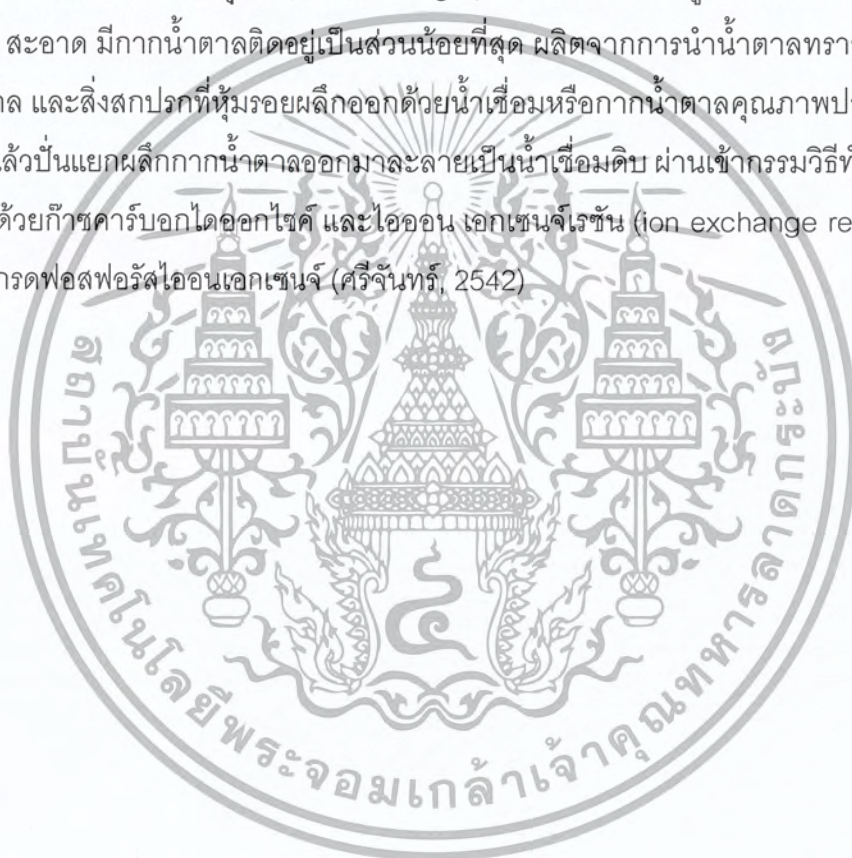 สะอาด มีกากน้ำตาลติดอยู่เป็นส่วนน้อยที่สุด ผลิตจากการนำน้ำตาลทราย
ล และสิ่งสกปรกที่หุ้มรอยผลึกออกด้วยน้ำเชื่อมหรือกากน้ำตาลคุณภาพ
ล้วปั่นแยกผลึกกากน้ำตาลออกมาละลายเป็นน้ำเชื่อมดิบ ผ่านเข้ากรรมวิธี
ด้วยก๊าซคาร์บอกไดออกไซค์ และไอออน เอกเซนจ์เรซัน (ion exchange re
กรดฟอสฟอรัสไอออนเอกเซนจ์ (ศรีจันทร์, 2542)
สถาบันเทคโนโลยีพระจอมเกล้าเจ้าคุณทหารลาดกระบัง
๔